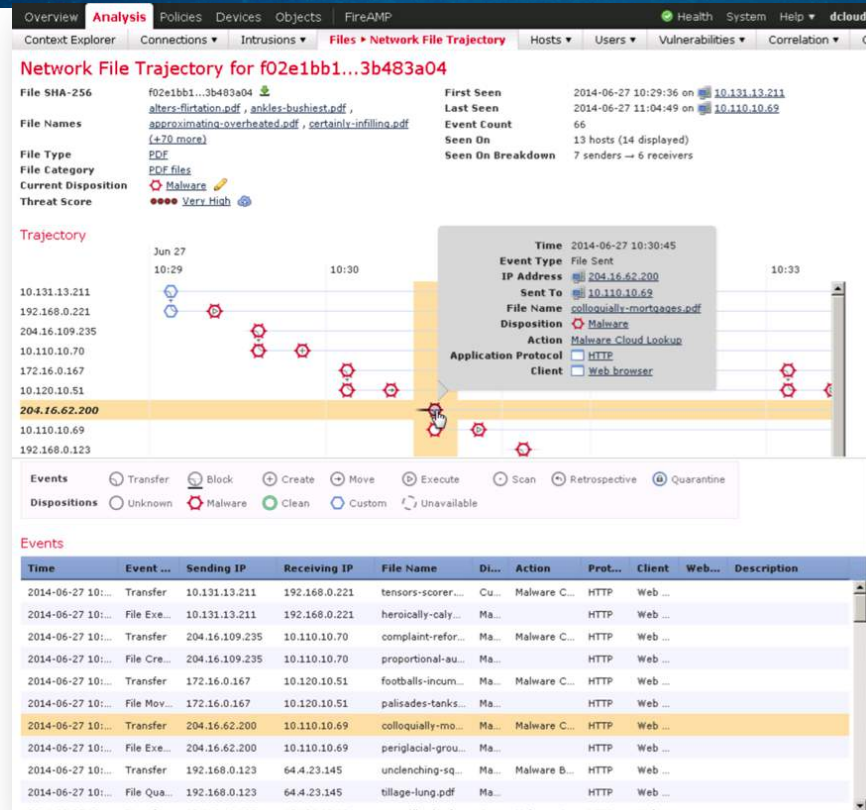 Overview Analysis Policies Devices Objects FireAMP Health System Help ▾ dcloud
Context Explorer Connections ▾ Intrusions ▾ Files ▸ Network File Trajectory Hosts ▾ Users ▾ Vulnerabilities ▾ Correlation ▾
Network File Trajectory for f02e1bb1...3b483a04
File SHA-256 f02e1bb1...3b483a04 First Seen 2014-06-27 10:29:36 on 10.131.13.211
alters-flirtation.pdf , ankles-bushiest.pdf , Last Seen 2014-06-27 11:04:49 on 10.110.10.69
File Names approximating-overheated.pdf , certainly-infilling.pdf Event Count 66
(+70 more) Seen On 13 hosts (14 displayed)
File Type PDF Seen On Breakdown 7 senders → 6 receivers
File Category PDF files
Current Disposition Malware
Threat Score Very High
Trajectory
Jun 27
10:29 10:30 10:33
Time 2014-06-27 10:30:45
Event Type File Sent
IP Address 204.16.62.200
Sent To 10.110.10.69
File Name colloquially-mortgages.pdf
Disposition Malware
Action Malware Cloud Lookup
Application Protocol HTTP
Client Web browser
10.131.13.211
192.168.0.221
204.16.109.235
10.110.10.70
172.16.0.167
10.120.10.51
204.16.62.200
10.110.10.69
192.168.0.123
Events Transfer Block Create Move Execute Scan Retrospective Quarantine
Dispositions Unknown Malware Clean Custom Unavailable
Events
Time Event ... Sending IP Receiving IP File Name Di... Action Prot... Client Web... Description
2014-06-27 10:... Transfer 10.131.13.211 192.168.0.221 tensors-scorer.... Cu... Malware C... HTTP Web ...
2014-06-27 10:... File Exe... 10.131.13.211 192.168.0.221 heroically-caly... Ma... HTTP Web ...
2014-06-27 10:... Transfer 204.16.109.235 10.110.10.70 complaint-refor... Ma... Malware C... HTTP Web ...
2014-06-27 10:... File Cre... 204.16.109.235 10.110.10.70 proportional-au... Ma... HTTP Web ...
2014-06-27 10:... Transfer 172.16.0.167 10.120.10.51 footballs-incum... Ma... Malware C... HTTP Web ...
2014-06-27 10:... File Mov... 172.16.0.167 10.120.10.51 palisades-tanks... Ma... HTTP Web ...
2014-06-27 10:... Transfer 204.16.62.200 10.110.10.69 colloquially-mo... Ma... Malware C... HTTP Web ...
2014-06-27 10:... File Exe... 204.16.62.200 10.110.10.69 periglacial-grou... Ma... HTTP Web ...
2014-06-27 10:... Transfer 192.168.0.123 64.4.23.145 unclenching-sq... Ma... Malware B... HTTP Web ...
2014-06-27 10:... File Qua... 192.168.0.123 64.4.23.145 tillage-lung.pdf Ma... HTTP Web ...